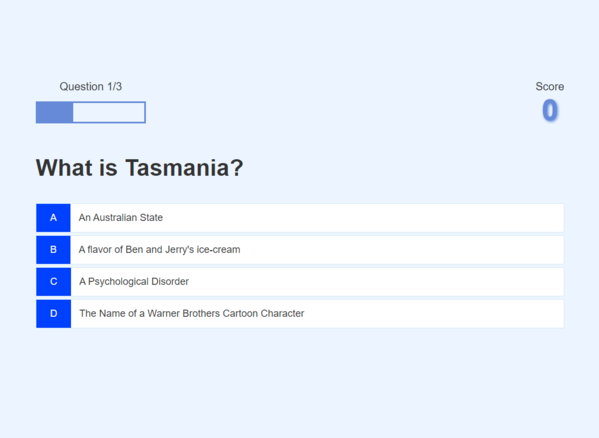 Question 1/3
Score
0
What is Tasmania?
A An Australian State
B A flavor of Ben and Jerry's ice-cream
C A Psychological Disorder
D The Name of a Warner Brothers Cartoon Character